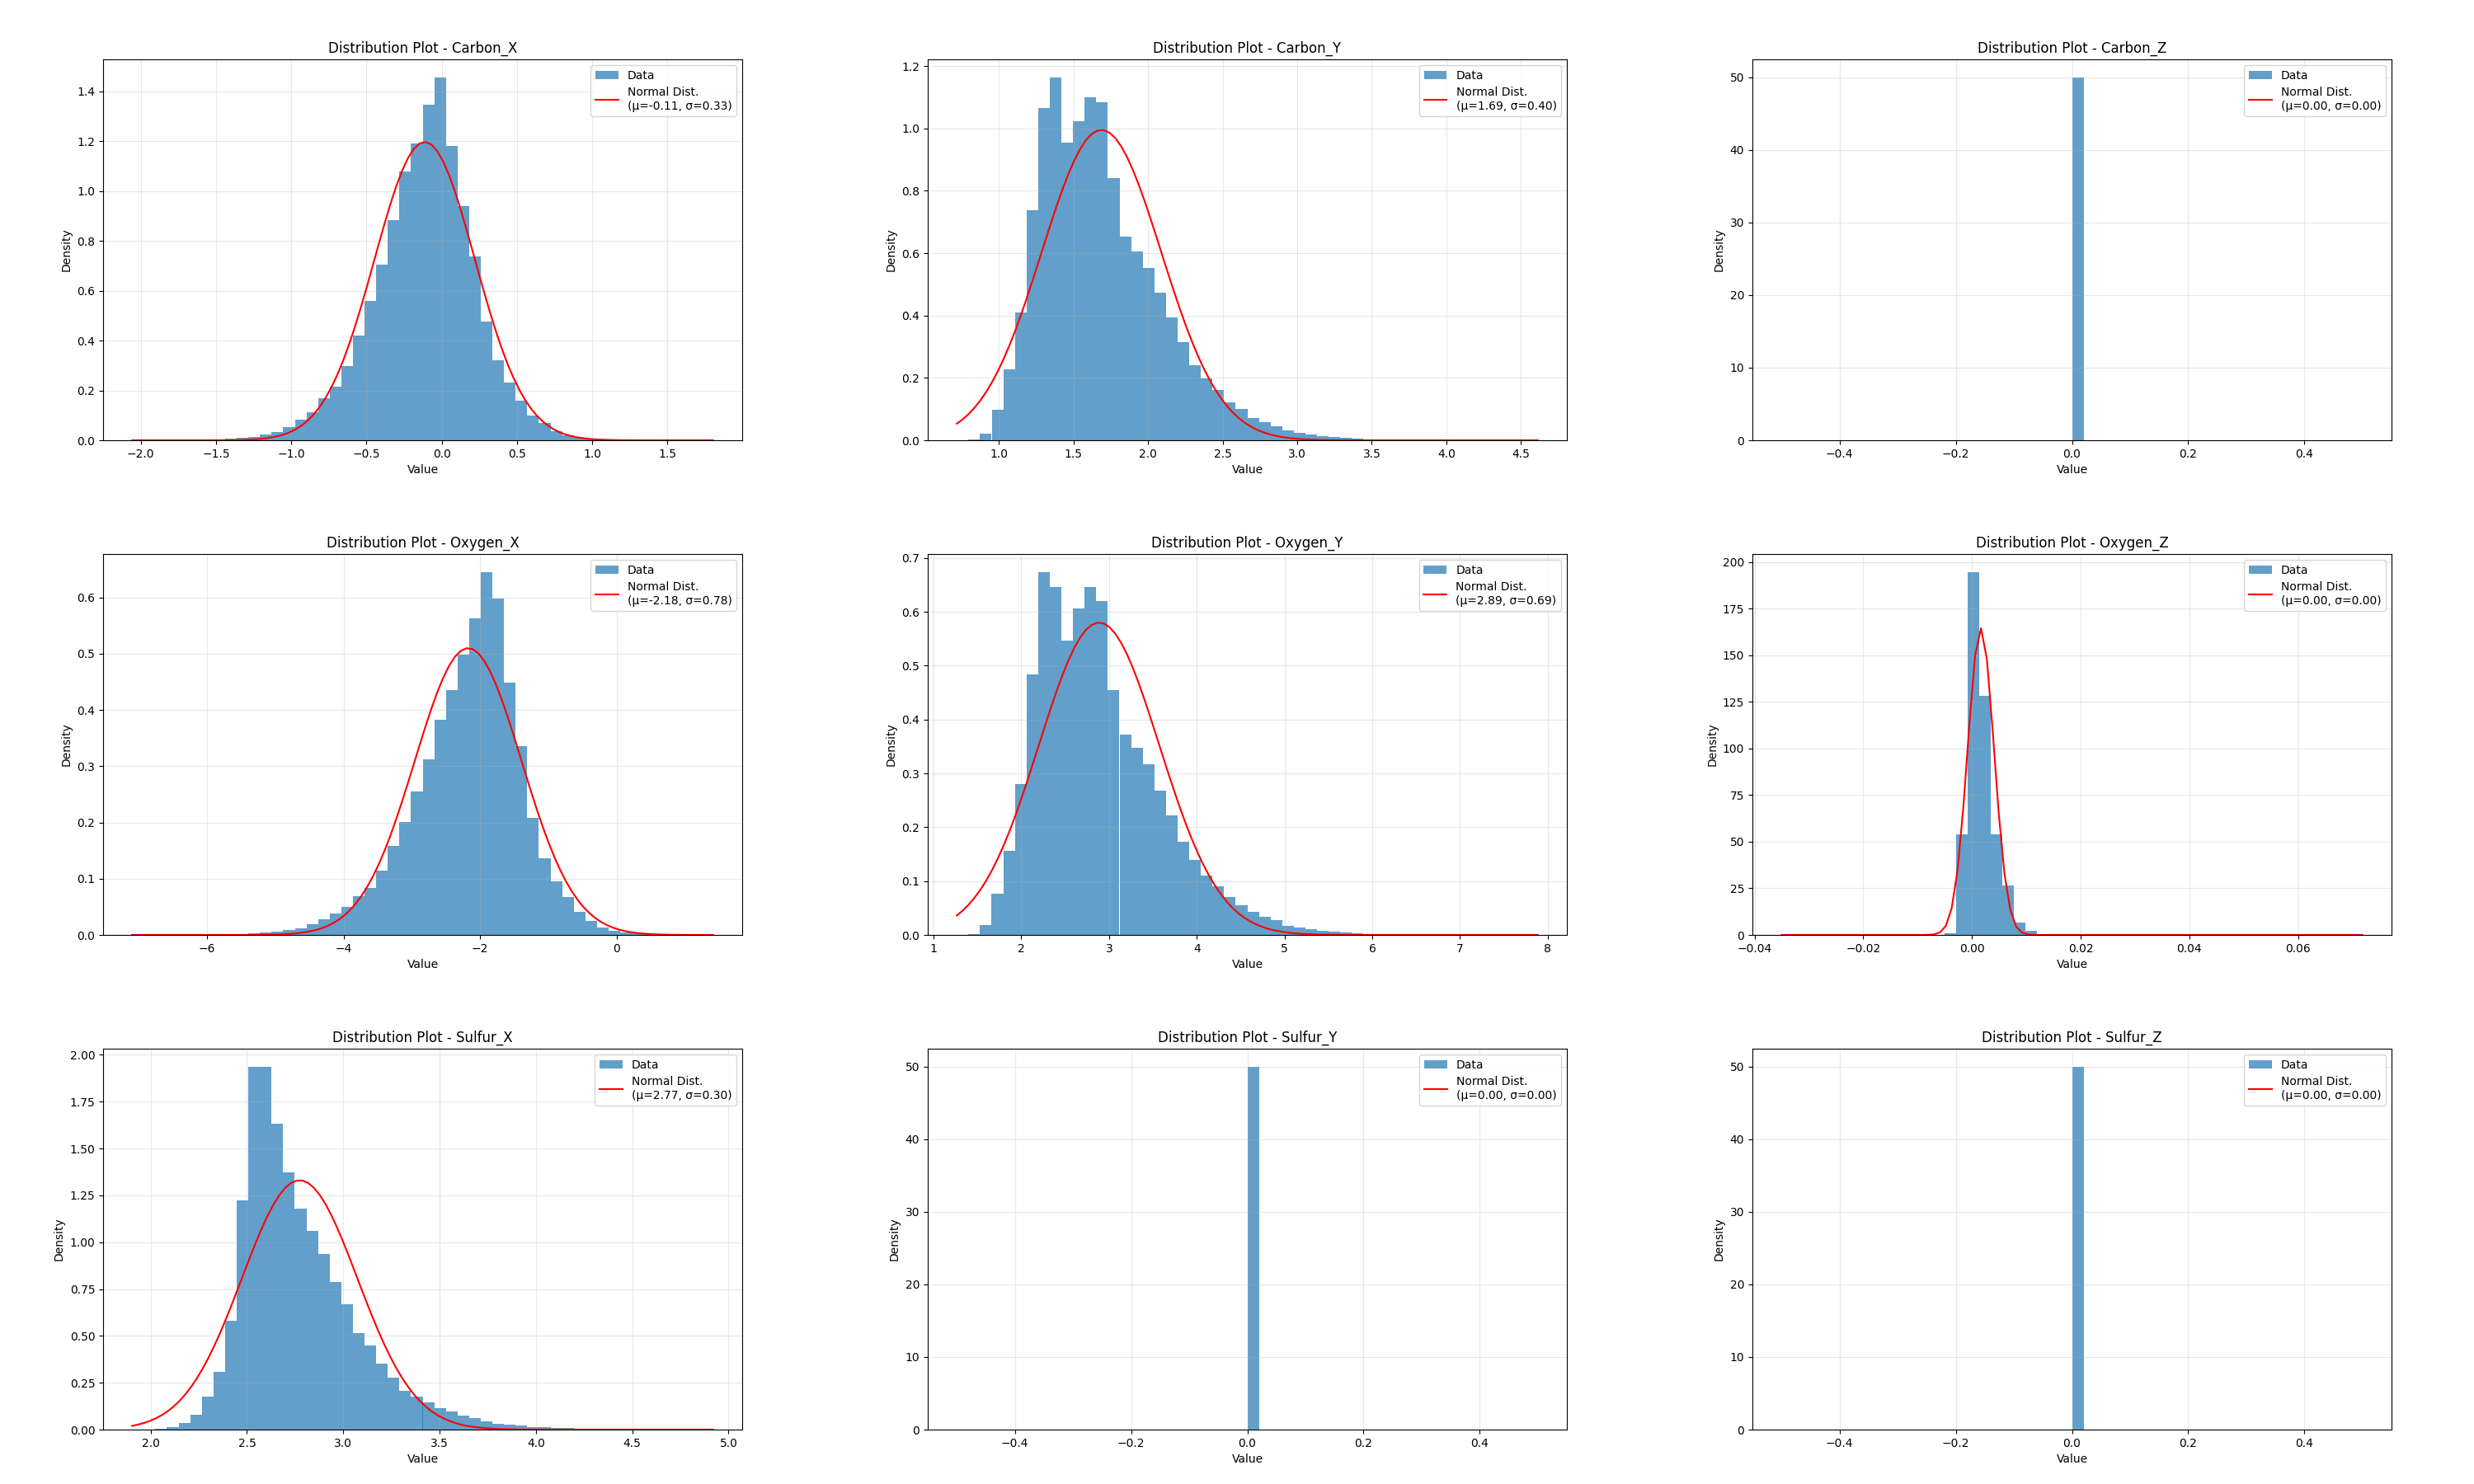 Distribution Plot - Carbon_X
Density
1.4
1.2
1.0
0.8
0.6
0.4
0.2
0.0
Data
Normal Dist.
(μ=-0.11, σ=0.33)
−2.0 −1.5 −1.0 −0.5 0.0 0.5 1.0 1.5
Value
Distribution Plot - Carbon_Y
Density
1.2
1.0
0.8
0.6
0.4
0.2
0.0
Data
Normal Dist.
(μ=1.69, σ=0.40)
1.0 1.5 2.0 2.5 3.0 3.5 4.0 4.5
Value
Distribution Plot - Carbon_Z
Density
50
40
30
20
10
0
Data
Normal Dist.
(μ=0.00, σ=0.00)
−0.4 −0.2 0.0 0.2 0.4
Value
Distribution Plot - Oxygen_X
Density
0.6
0.5
0.4
0.3
0.2
0.1
0.0
Data
Normal Dist.
(μ=-2.18, σ=0.78)
−6 −4 −2 0
Value
Distribution Plot - Oxygen_Y
Density
0.7
0.6
0.5
0.4
0.3
0.2
0.1
0.0
Data
Normal Dist.
(μ=2.89, σ=0.69)
1 2 3 4 5 6 7 8
Value
Distribution Plot - Oxygen_Z
Density
200
175
150
125
100
75
50
25
0
Data
Normal Dist.
(μ=0.00, σ=0.00)
−0.04 −0.02 0.00 0.02 0.04 0.06
Value
Distribution Plot - Sulfur_X
Density
2.00
1.75
1.50
1.25
1.00
0.75
0.50
0.25
0.00
Data
Normal Dist.
(μ=2.77, σ=0.30)
2.0 2.5 3.0 3.5 4.0 4.5 5.0
Value
Distribution Plot - Sulfur_Y
Density
50
40
30
20
10
0
Data
Normal Dist.
(μ=0.00, σ=0.00)
−0.4 −0.2 0.0 0.2 0.4
Value
Distribution Plot - Sulfur_Z
Density
50
40
30
20
10
0
Data
Normal Dist.
(μ=0.00, σ=0.00)
−0.4 −0.2 0.0 0.2 0.4
Value